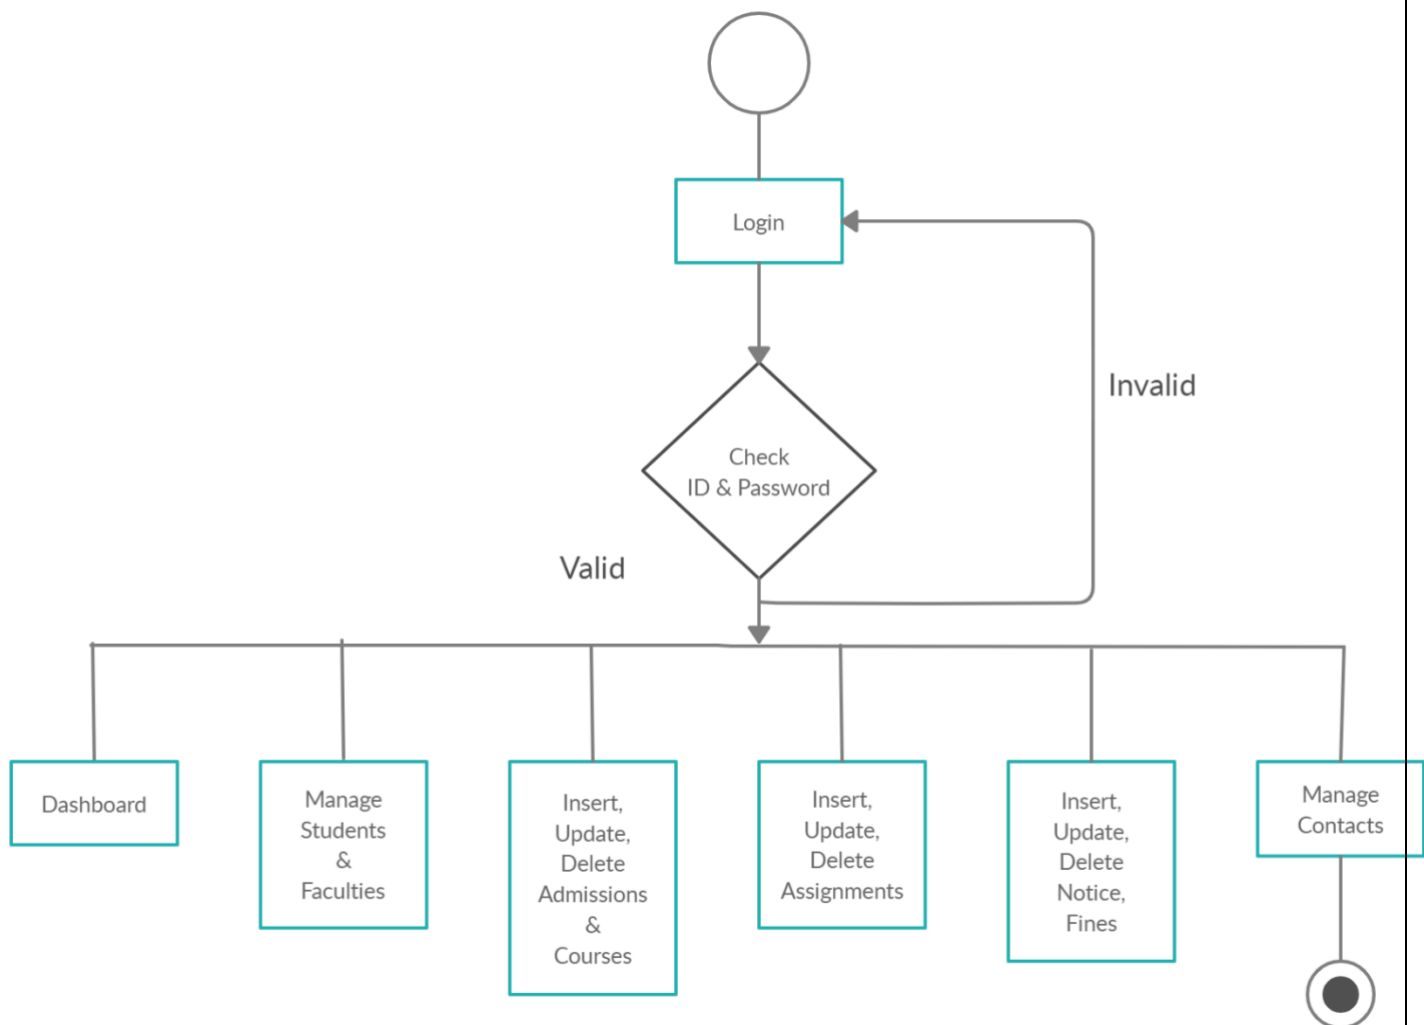 Login
Invalid
Check
ID & Password
Valid
Dashboard
Manage
Students
&
Faculties
Insert,
Update,
Delete
Admissions
&
Courses
Insert,
Update,
Delete
Assignments
Insert,
Update,
Delete
Notice,
Fines
Manage
Contacts